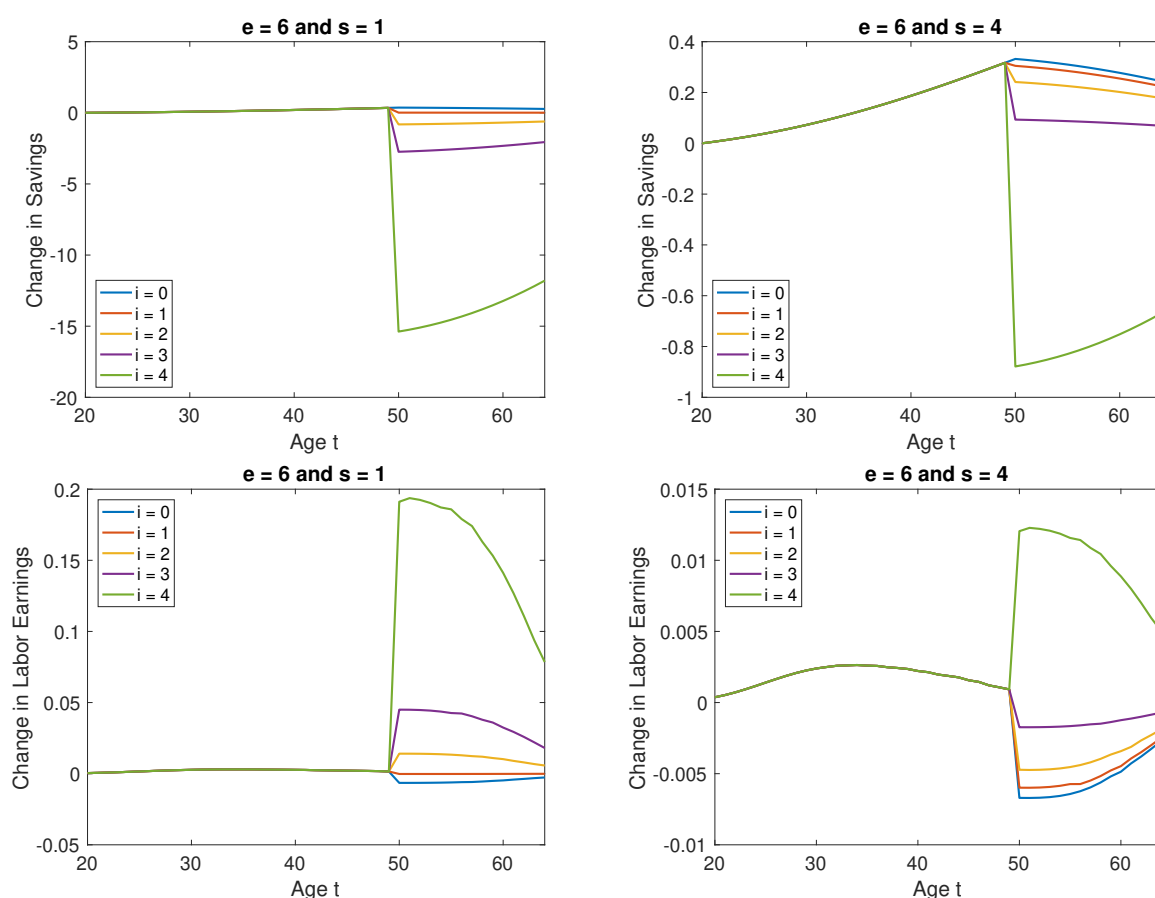 e = 6 and s = 1
5
0
-5
-10
-15
-20
Change in Savings
i = 0
i = 1
i = 2
i = 3
i = 4
20 30 40 50 60
Age t
e = 6 and s = 4
0.4
0.2
0
-0.2
-0.4
-0.6
-0.8
-1
Change in Savings
i = 0
i = 1
i = 2
i = 3
i = 4
20 30 40 50 60
Age t
e = 6 and s = 1
0.2
0.15
0.1
0.05
0
-0.05
Change in Labor Earnings
i = 0
i = 1
i = 2
i = 3
i = 4
20 30 40 50 60
Age t
e = 6 and s = 4
0.015
0.01
0.005
0
-0.005
-0.01
Change in Labor Earnings
i = 0
i = 1
i = 2
i = 3
i = 4
20 30 40 50 60
Age t